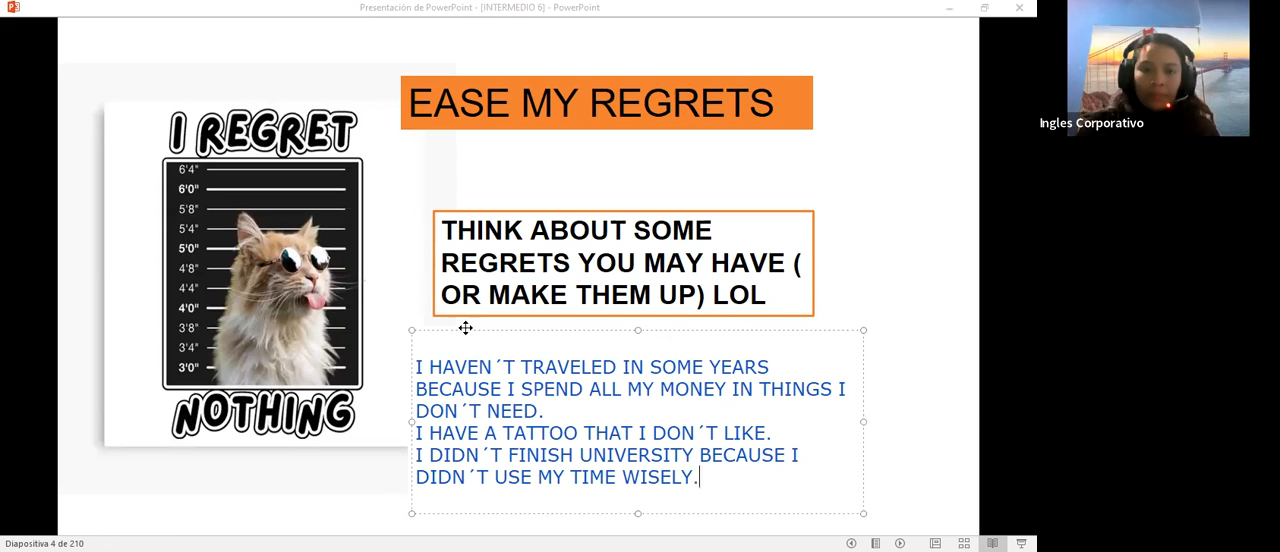 Presentación de PowerPoint - [INTERMEDIO 6] - PowerPoint
EASE MY REGRETS
I REGRET
6'4"
6'0"
5'8"
5'4"
5'0"
4'8"
4'4"
4'0"
3'8"
3'4"
3'0"
NOTHING
THINK ABOUT SOME
REGRETS YOU MAY HAVE (
OR MAKE THEM UP) LOL
I HAVEN´T TRAVELED IN SOME YEARS
BECAUSE I SPEND ALL MY MONEY IN THINGS I
DON´T NEED.
I HAVE A TATTOO THAT I DON´T LIKE.
I DIDN´T FINISH UNIVERSITY BECAUSE I
DIDN´T USE MY TIME WISELY.
Ingles Corporativo
Diapositiva 4 de 210